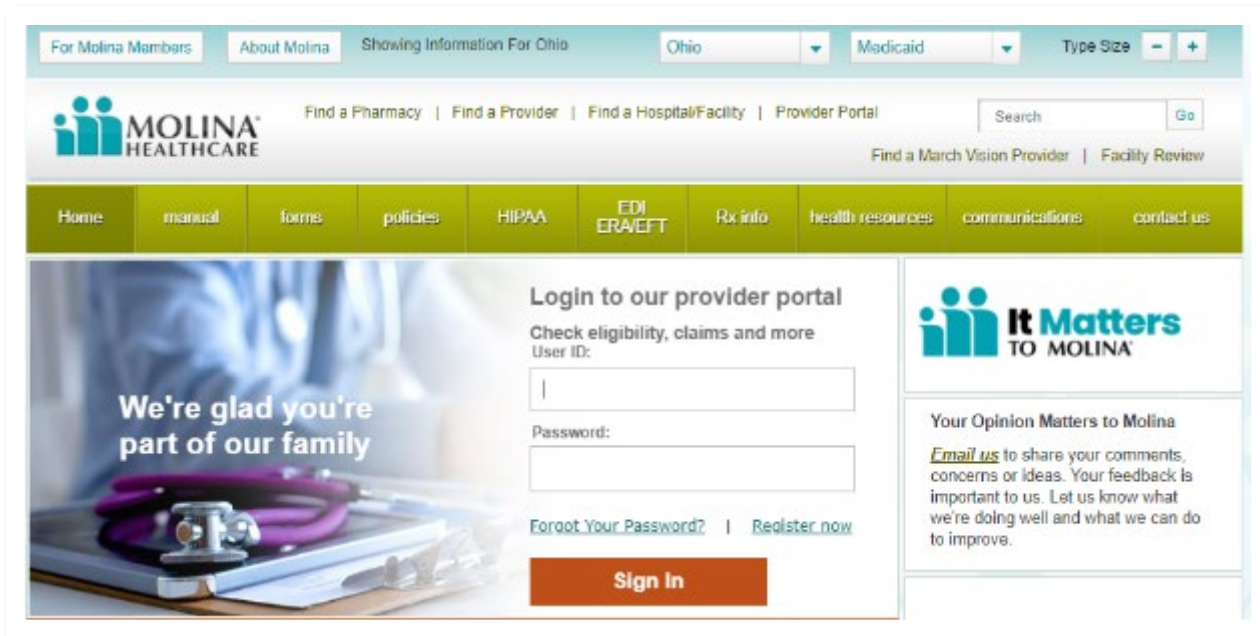 For Molina Members About Molina Showing Information For Ohio Ohio Medicaid Type Size - +
MOLINA
HEALTHCARE
Find a Pharmacy | Find a Provider | Find a Hospital/Facility | Provider Portal
Search Go
Find a March Vision Provider | Facility Review
Home manual forms policies HIPAA EDI ERA/EFT Rx info health resources communications contact us
We're glad you're
part of our family
Login to our provider portal
Check eligibility, claims and more
User ID:
Password:
Forgot Your Password? | Register now
Sign In
It Matters
TO MOLINA
Your Opinion Matters to Molina
Email us to share your comments,
concerns or ideas. Your feedback is
important to us. Let us know what
we're doing well and what we can do
to improve.